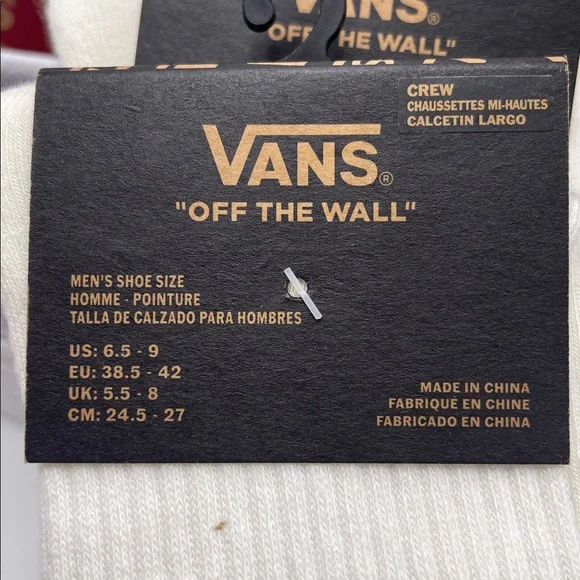 VANS
OFF THE WALL"
CREW
CHAUSSETTES MI-HAUTES
CALCETIN LARGO
VANS®
"OFF THE WALL"
MEN'S SHOE SIZE
HOMME - POINTURE
TALLA DE CALZADO PARA HOMBRES
US: 6.5 - 9
EU: 38.5 - 42
UK: 5.5 - 8
CM: 24.5 - 27
MADE IN CHINA
FABRIQUÉ EN CHINE
FABRICADO EN CHINA